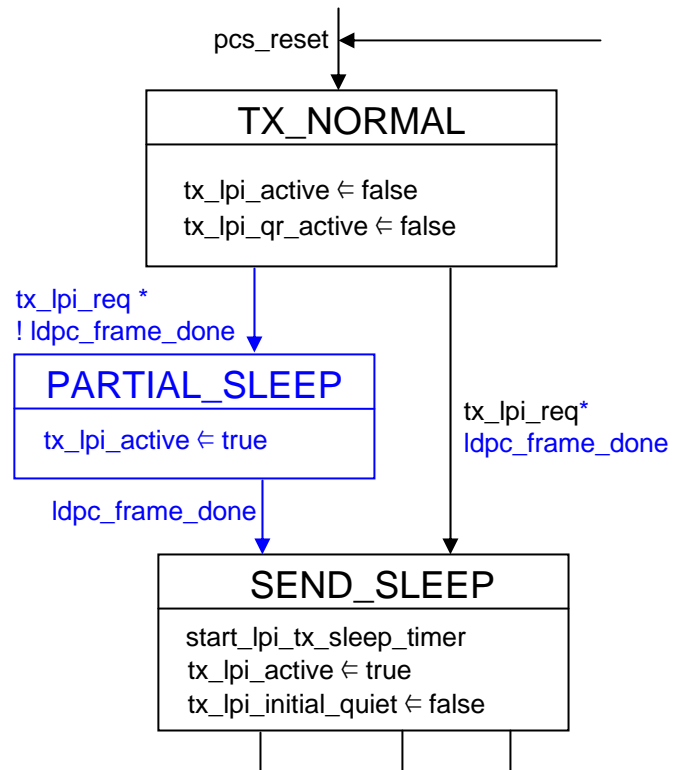 pcs_reset
TX_NORMAL
tx_lpi_active ⇐ false
tx_lpi_qr_active ⇐ false
tx_lpi_req *
! ldpc_frame_done
PARTIAL_SLEEP
tx_lpi_active ⇐ true
tx_lpi_req*
ldpc_frame_done
ldpc_frame_done
SEND_SLEEP
start_lpi_tx_sleep_timer
tx_lpi_active ⇐ true
tx_lpi_initial_quiet ⇐ false